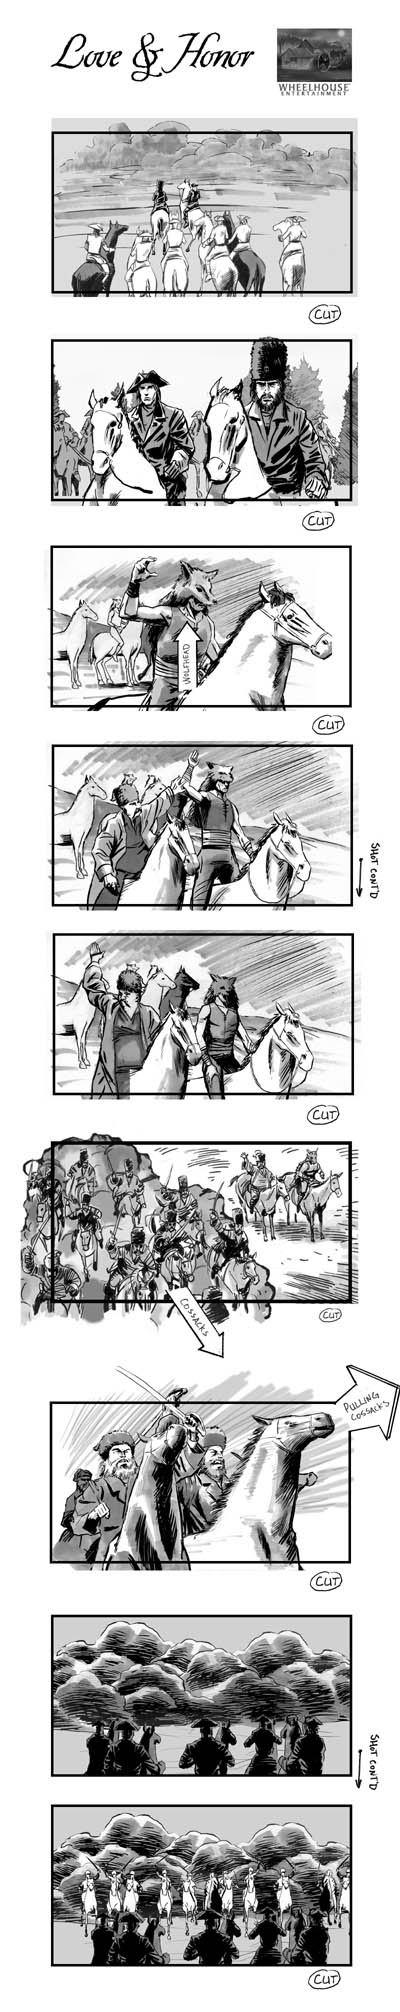 Love & Honor
WHEELHOUSE
ENTERTAINMENT
CUT
CUT
WOLFHEAD
CUT
SHOT CONT'D
CUT
CUT
COSSACKS
PULLING
COSSACKS
CUT
SHOT CONT'D
CUT